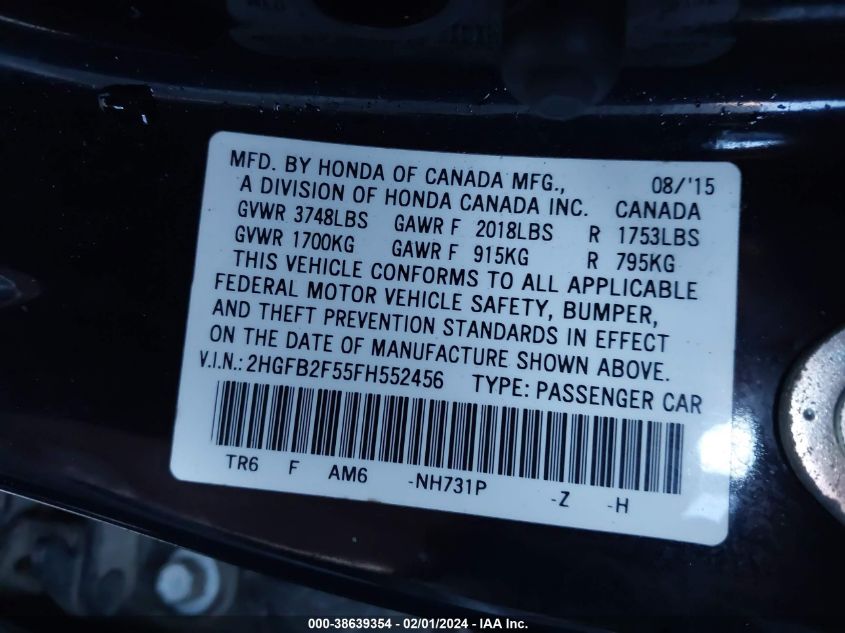 MFD. BY HONDA OF CANADA MFG., 08/'15
A DIVISION OF HONDA CANADA INC. CANADA
GVWR 3748LBS GAWR F 2018LBS R 1753LBS
GVWR 1700KG GAWR F 915KG R 795KG
THIS VEHICLE CONFORMS TO ALL APPLICABLE
FEDERAL MOTOR VEHICLE SAFETY, BUMPER,
AND THEFT PREVENTION STANDARDS IN EFFECT
ON THE DATE OF MANUFACTURE SHOWN ABOVE.
V.I.N.: 2HGFB2F55FH552456 TYPE: PASSENGER CAR
TR6 F AM6 -NH731P -Z -H
000-38639354 - 02/01/2024 - IAA Inc.